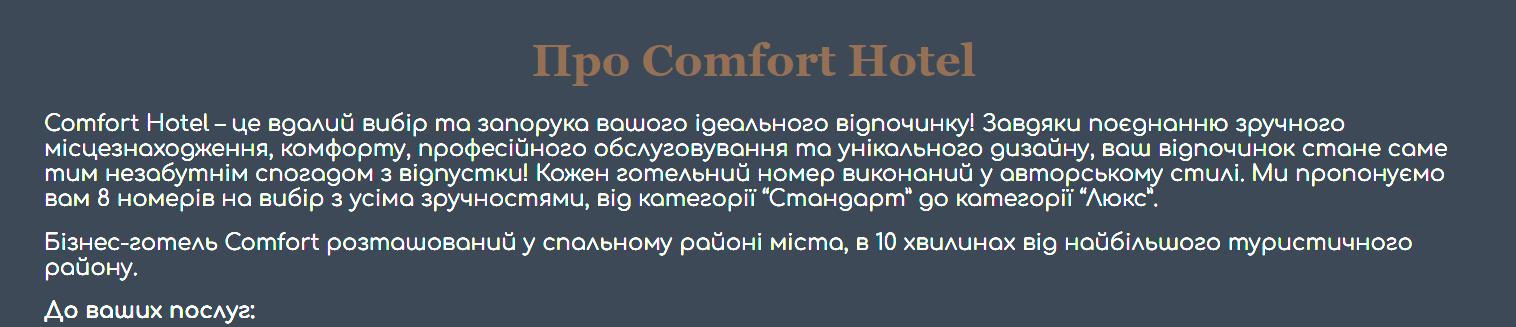 Про Comfort Hotel
Comfort Hotel – це вдалий вибір та запорука вашого ідеального відпочинку! Завдяки поєднанню зручного
місцезнаходження, комфорту, професійного обслуговування та унікального дизайну, ваш відпочинок стане саме
тим незабутнім спогадом з відпустки! Кожен готельний номер виконаний у авторському стилі. Ми пропонуємо
вам 8 номерів на вибір з усіма зручностями, від категорії “Стандарт” до категорії “Люкс”.
Бізнес-готель Comfort розташований у спальному районі міста, в 10 хвилинах від найбільшого туристичного
району.
До ваших послуг: